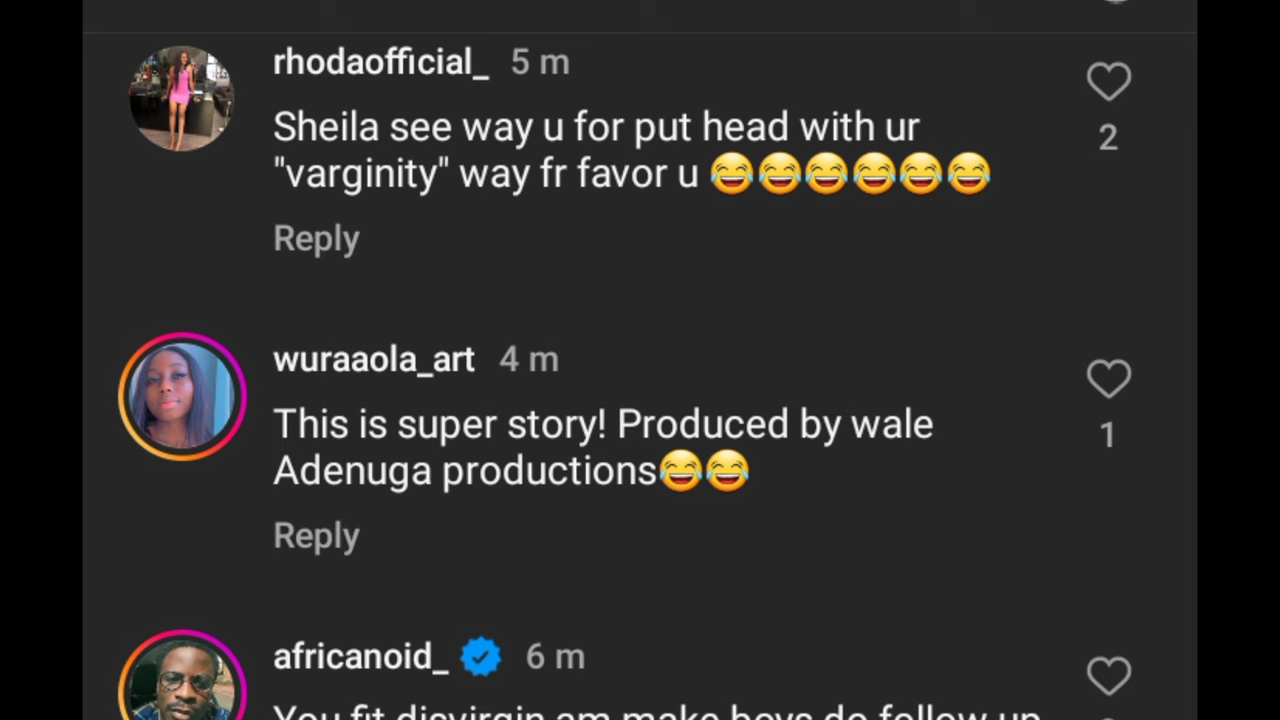 rhodaofficial_ 5 m
Sheila see way u for put head with ur
2
"varginity" way fr favor u 😂😂😂😂😂😂
Reply
wuraaola_art 4 m
This is super story! Produced by wale
1
Adenuga productions😂😂
Reply
africanoid_ 6 m
You fit disvirgin am make boys do follow up